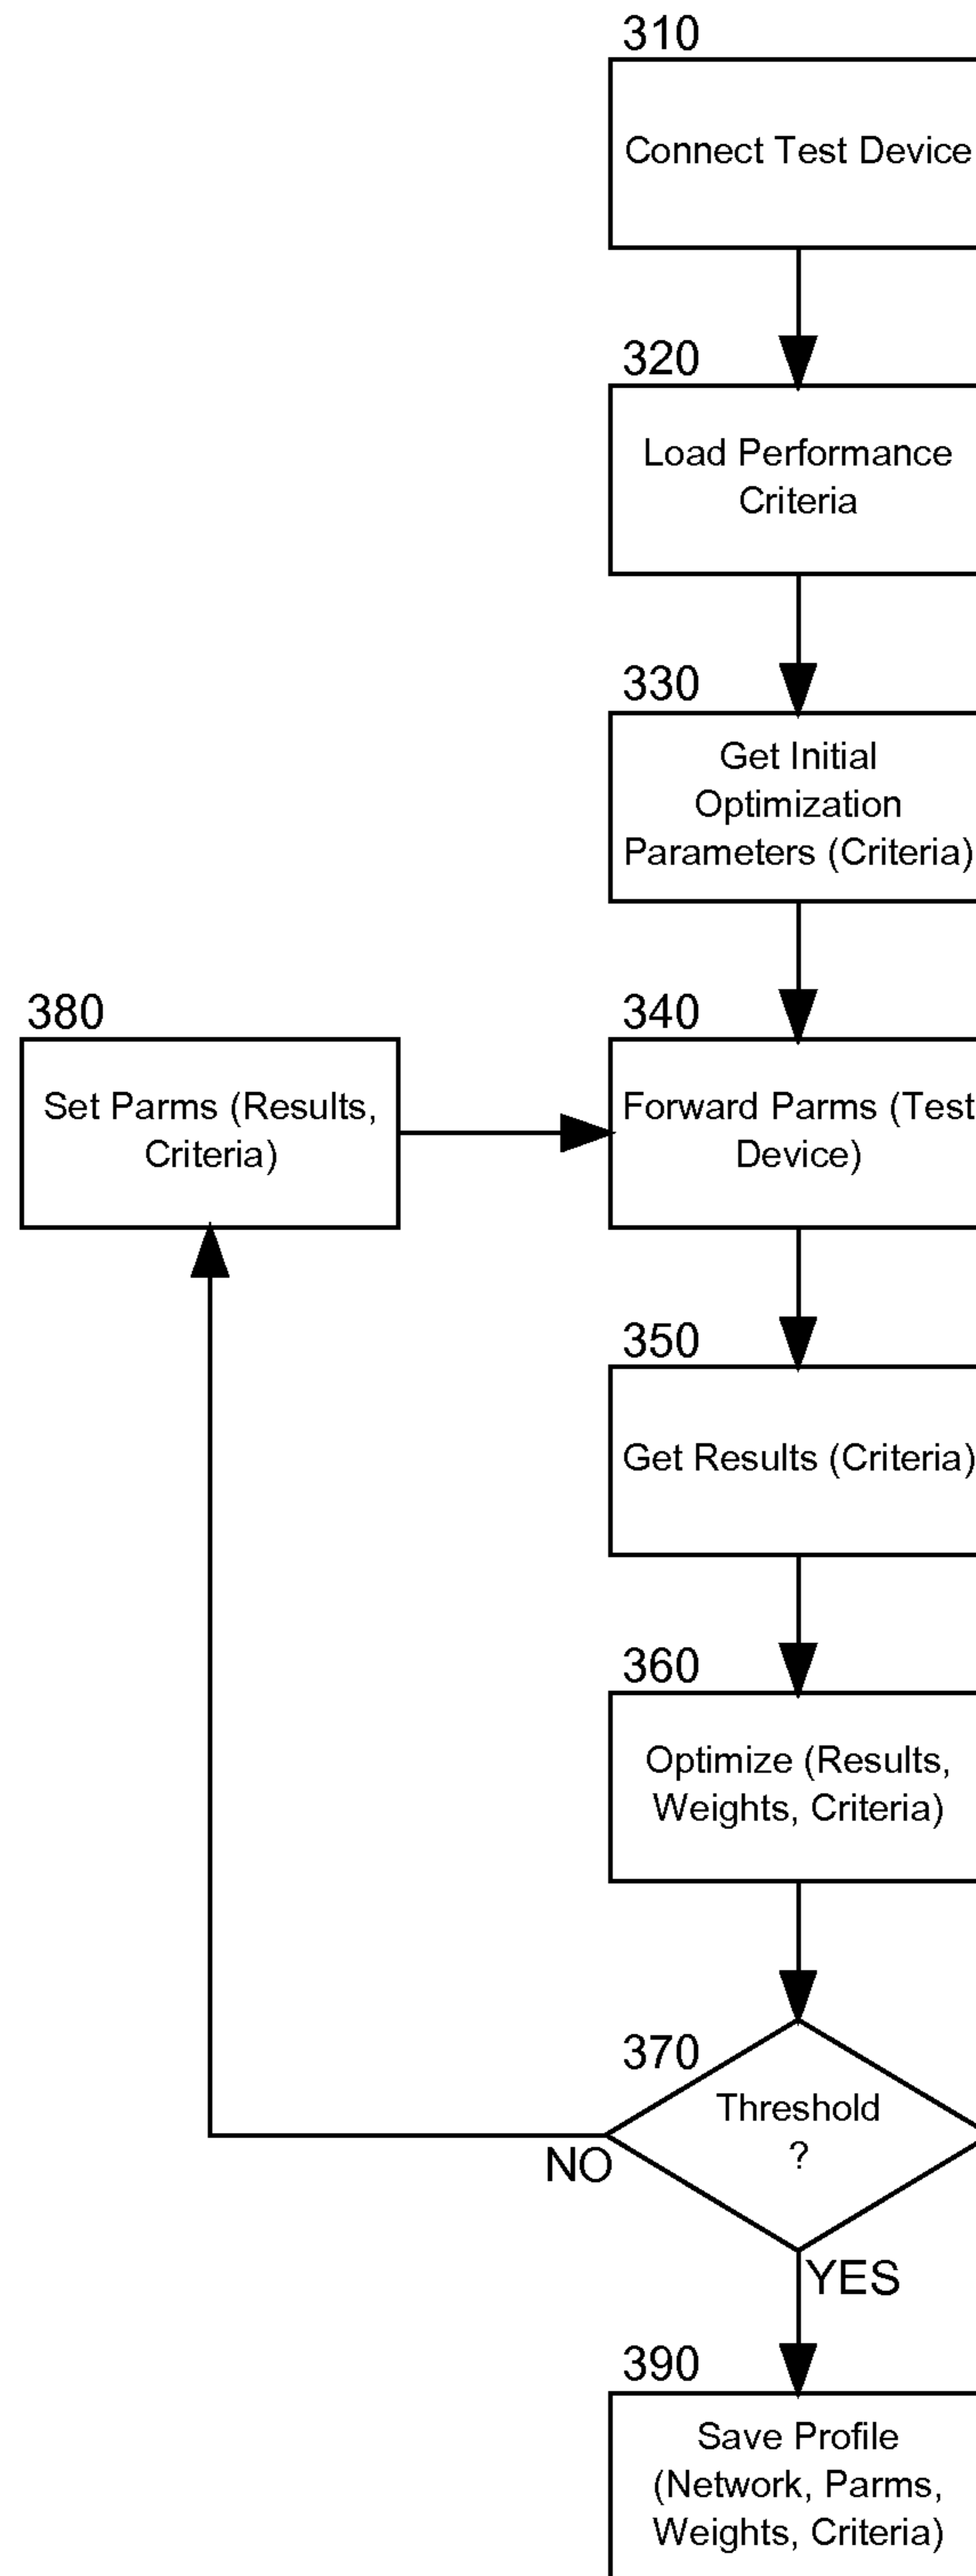 310
Connect Test Device
320
Load Performance
Criteria
330
Get Initial
Optimization
Parameters (Criteria)
380
Set Parms (Results,
Criteria)
340
Forward Parms (Test
Device)
350
Get Results (Criteria)
360
Optimize (Results,
Weights, Criteria)
370
Threshold
?
NO
YES
390
Save Profile
(Network, Parms,
Weights, Criteria)